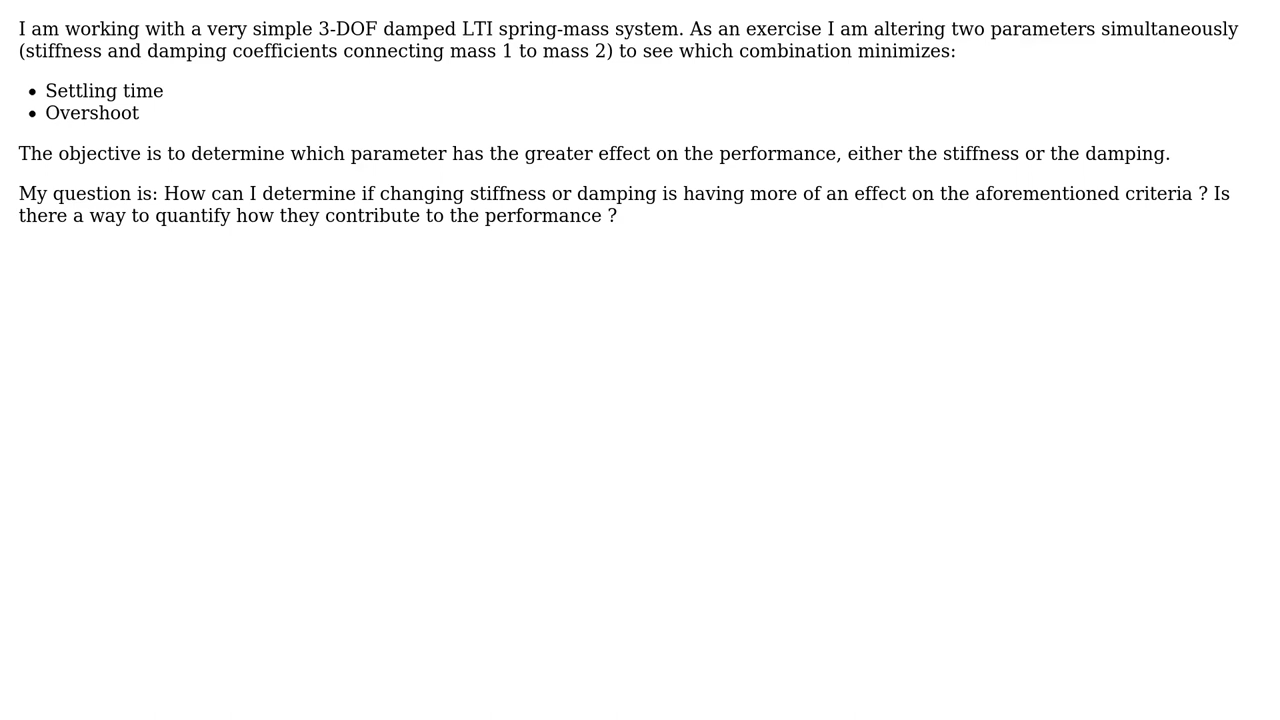 I am working with a very simple 3-DOF damped LTI spring-mass system. As an exercise I am altering two parameters simultaneously
(stiffness and damping coefficients connecting mass 1 to mass 2) to see which combination minimizes:
• Settling time
• Overshoot
The objective is to determine which parameter has the greater effect on the performance, either the stiffness or the damping.
My question is: How can I determine if changing stiffness or damping is having more of an effect on the aforementioned criteria ? Is
there a way to quantify how they contribute to the performance ?